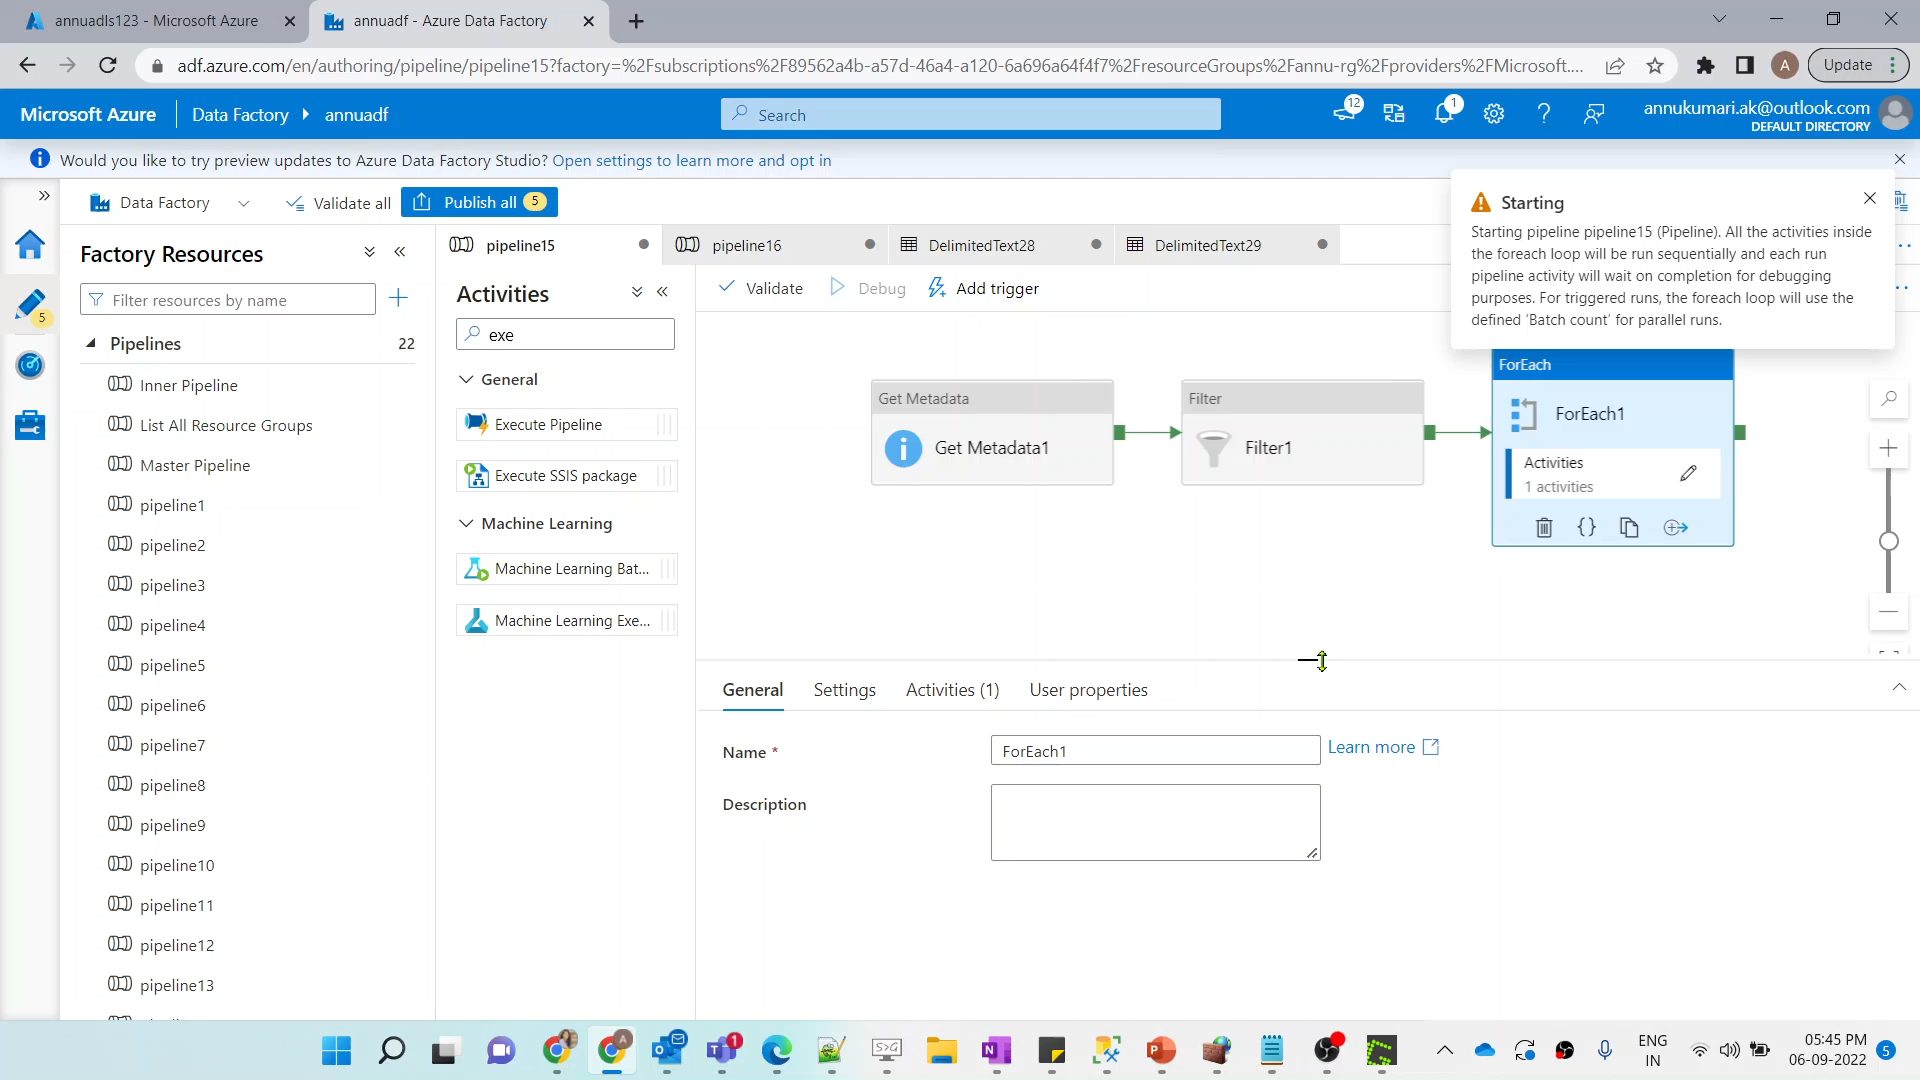 annuadls123 - Microsoft Azure
annuadf - Azure Data Factory
adf.azure.com/en/authoring/pipeline/pipeline15?factory=%2Fsubscriptions%2F89562a4b-a57d-46a4-a120-6a696a64f4f7%2FresourceGroups%2Fannu-rg%2Fproviders%2FMicrosoft....
A
Update
Microsoft Azure
Data Factory
annuadf
Search
12
1
annukumari.ak@outlook.com
DEFAULT DIRECTORY
Would you like to try preview updates to Azure Data Factory Studio? Open settings to learn more and opt in
Data Factory
Validate all
Publish all
5
Starting
Starting pipeline pipeline15 (Pipeline). All the activities inside
the foreach loop will be run sequentially and each run
pipeline activity will wait on completion for debugging
purposes. For triggered runs, the foreach loop will use the
defined 'Batch count' for parallel runs.
Factory Resources
Filter resources by name
5
Pipelines
22
Inner Pipeline
List All Resource Groups
Master Pipeline
pipeline1
pipeline2
pipeline3
pipeline4
pipeline5
pipeline6
pipeline7
pipeline8
pipeline9
pipeline10
pipeline11
pipeline12
pipeline13
pipeline15
pipeline16
DelimitedText28
DelimitedText29
Activities
exe
General
Execute Pipeline
Execute SSIS package
Machine Learning
Machine Learning Bat...
Machine Learning Exe...
Validate
Debug
Add trigger
Get Metadata
Get Metadata1
Filter
Filter1
ForEach
ForEach1
Activities
1 activities
General
Settings
Activities (1)
User properties
Name *
ForEach1
Learn more
Description
A
1
S>G
N
P
ENG
IN
05:45 PM
06-09-2022
5